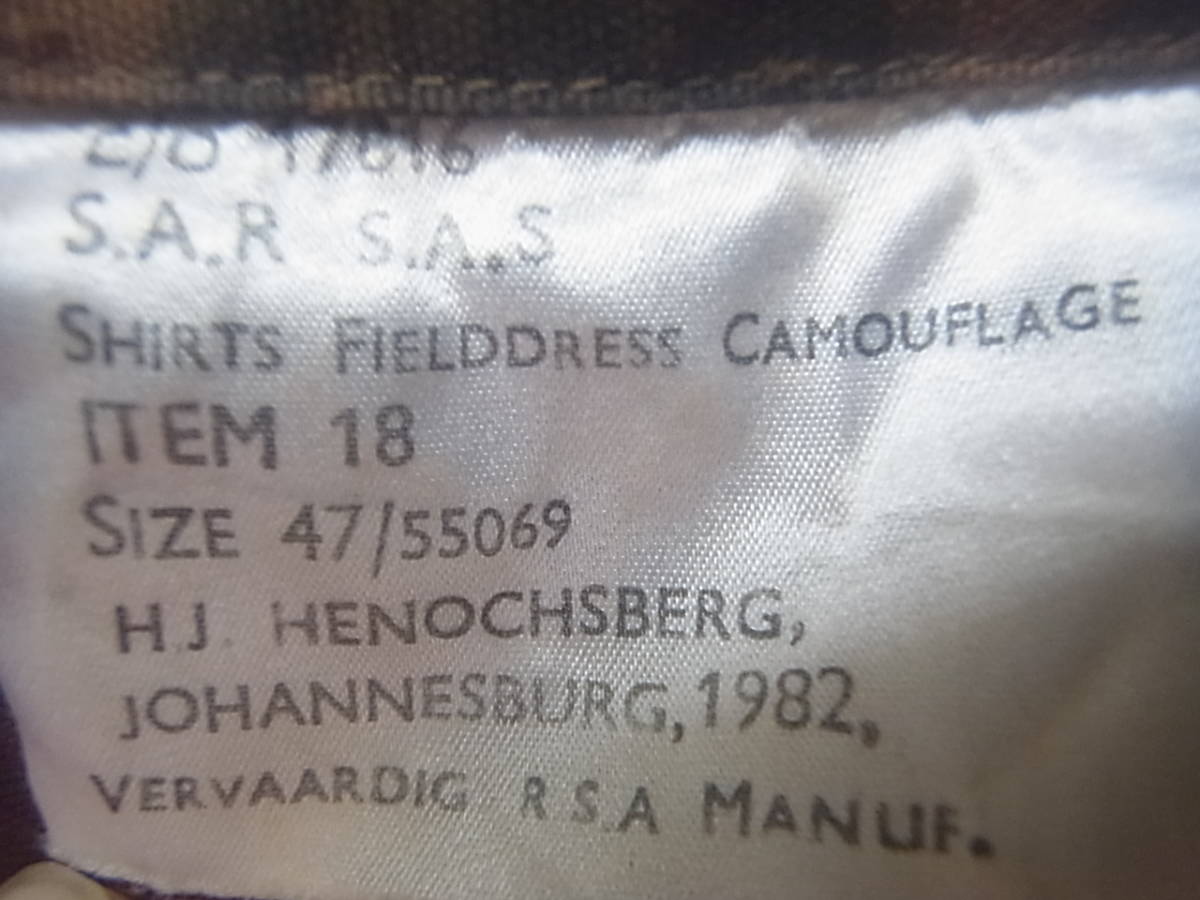 S.A.R S.A.S
SHIRTS FIELDDRESS CAMOUFLAGE
ITEM 18
SIZE 47/55069
H.J. HENOCHSBERG,
JOHANNESBURG, 1982,
VERVAARDIG R.S.A MANUF.